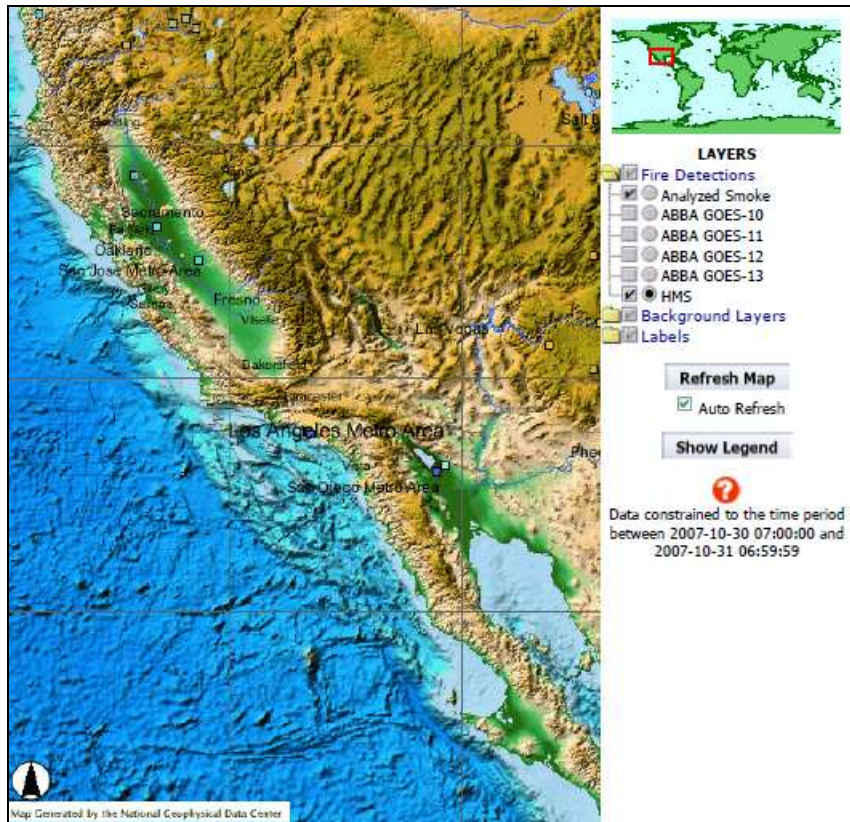 Sacramento
Oakland
San Jose Metro Area
Fresno
Las Vegas
Bakersfield
Lancaster
Los Angeles Metro Area
Vista
San Diego Metro Area
Map Generated by the National Geophysical Data Center
LAYERS
Fire Detections
Analyzed Smoke
ABBA GOES-10
ABBA GOES-11
ABBA GOES-12
ABBA GOES-13
HMS
Background Layers
Labels
Refresh Map
Auto Refresh
Show Legend
?
Data constrained to the time period
between 2007-10-30 07:00:00 and
2007-10-31 06:59:59